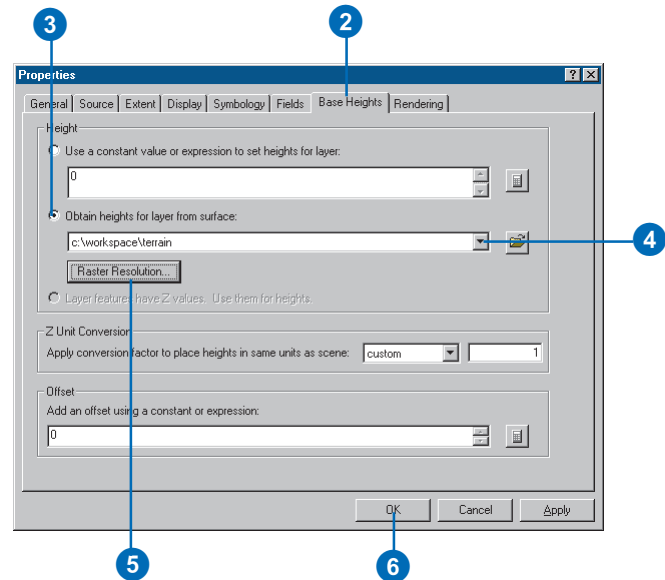 3
2
Properties
General Source Extent Display Symbology Fields Base Heights Rendering
Height
Use a constant value or expression to set heights for layer:
0
Obtain heights for layer from surface:
c:\workspace\terrain
4
Raster Resolution...
Layer features have Z values. Use them for heights.
Z Unit Conversion
Apply conversion factor to place heights in same units as scene: custom 1
Offset
Add an offset using a constant or expression:
0
OK Cancel Apply
5
6